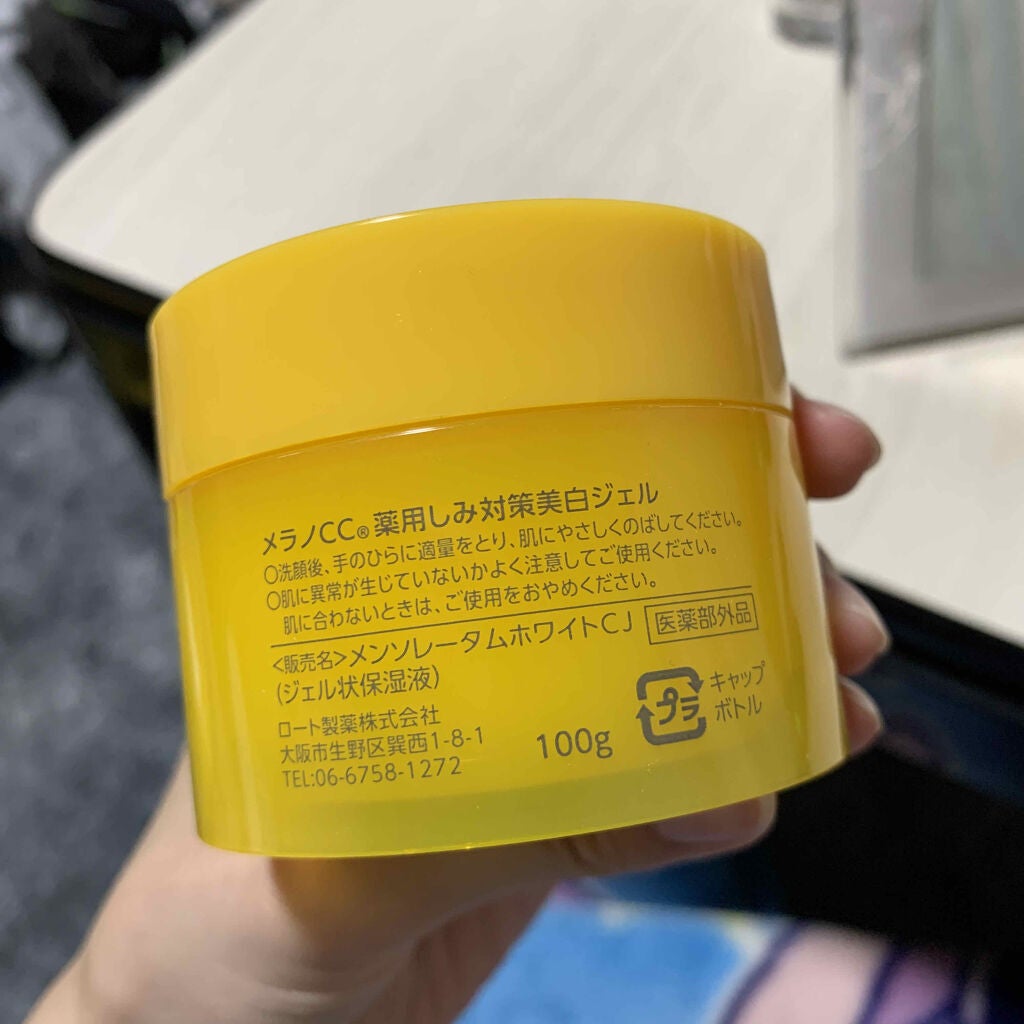 メラノCC®薬用しみ対策美白ジェル
○洗顔後、手のひらに適量をとり、肌にやさしくのばしてください。
○肌に異常が生じていないかよく注意してご使用ください。
肌に合わないときは、ご使用をおやめください。
<販売名>メンソレータムホワイトCJ 医薬部外品
(ジェル状保湿液)
ロート製薬株式会社
大阪市生野区巽西1-8-1
TEL:06-6758-1272
100g
プラ
キャップ
ボトル